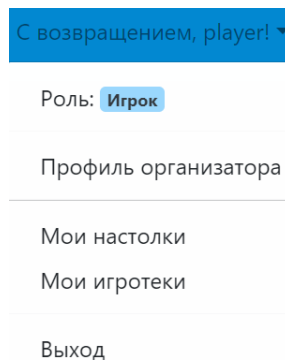 С возвращением, player!
Роль: Игрок
Профиль организатора
Мои настолки
Мои игротеки
Выход